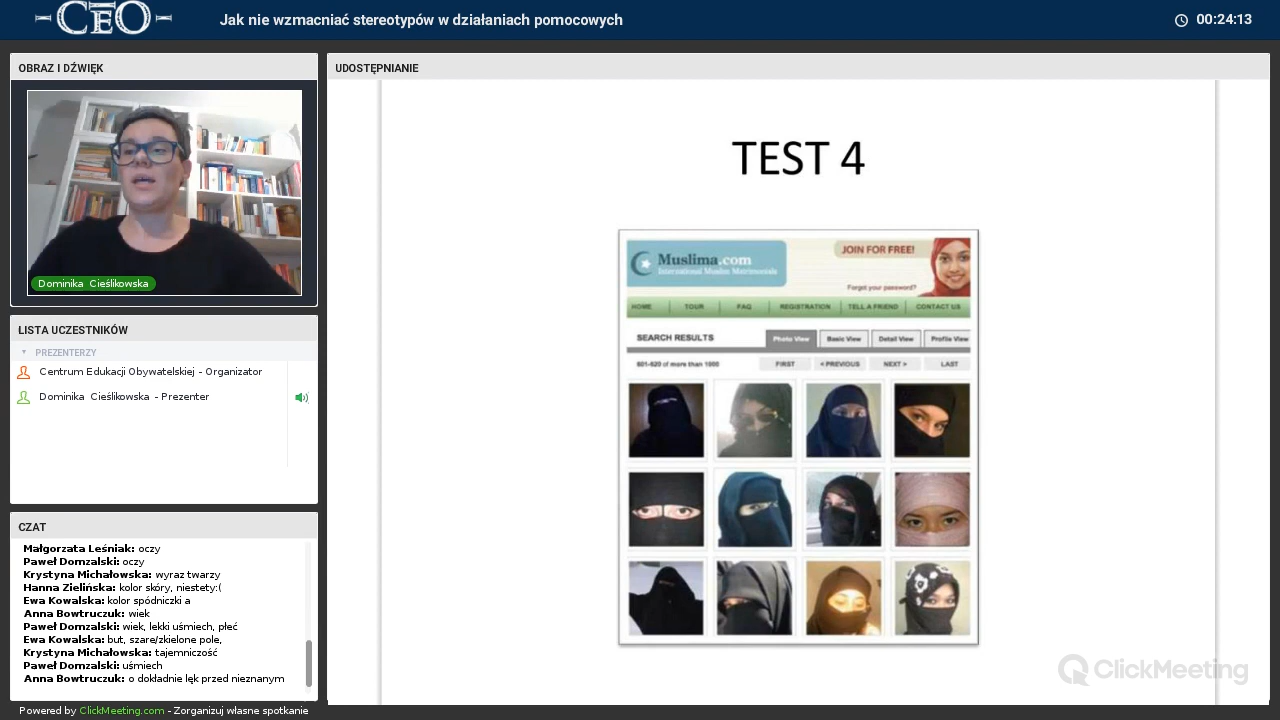 CEO
Jak nie wzmacniać stereotypów w działaniach pomocowych
00:24:13
OBRAZ I DŹWIĘK
Dominika Cieślikowska
LISTA UCZESTNIKÓW
PREZENTERZY
Centrum Edukacji Obywatelskiej - Organizator
Dominika Cieślikowska - Prezenter
CZAT
Małgorzata Leśniak: oczy
Paweł Domzalski: oczy
Krystyna Michałowska: wyraz twarzy
Hanna Zielińska: kolor skóry, niestety:(
Ewa Kowalska: kolor spódniczki a
Anna Bowtruczuk: wiek
Paweł Domzalski: wiek, lekki uśmiech, płeć
Ewa Kowalska: but, szare/zkielone pole,
Krystyna Michałowska: tajemniczość
Paweł Domzalski: uśmiech
Anna Bowtruczuk: o dokładnie lęk przed nieznanym
Powered by ClickMeeting.com - Zorganizuj własne spotkanie
UDOSTĘPNIANIE
TEST 4
Muslima.com
International Muslim Matrimonials
JOIN FOR FREE!
Forgot your password?
HOME TOUR FAQ REGISTRATION TELL A FRIEND CONTACT US
SEARCH RESULTS Photo View Basic View Detail View Profile View
601-620 of more than 1000 FIRST < PREVIOUS NEXT > LAST
ClickMeeting